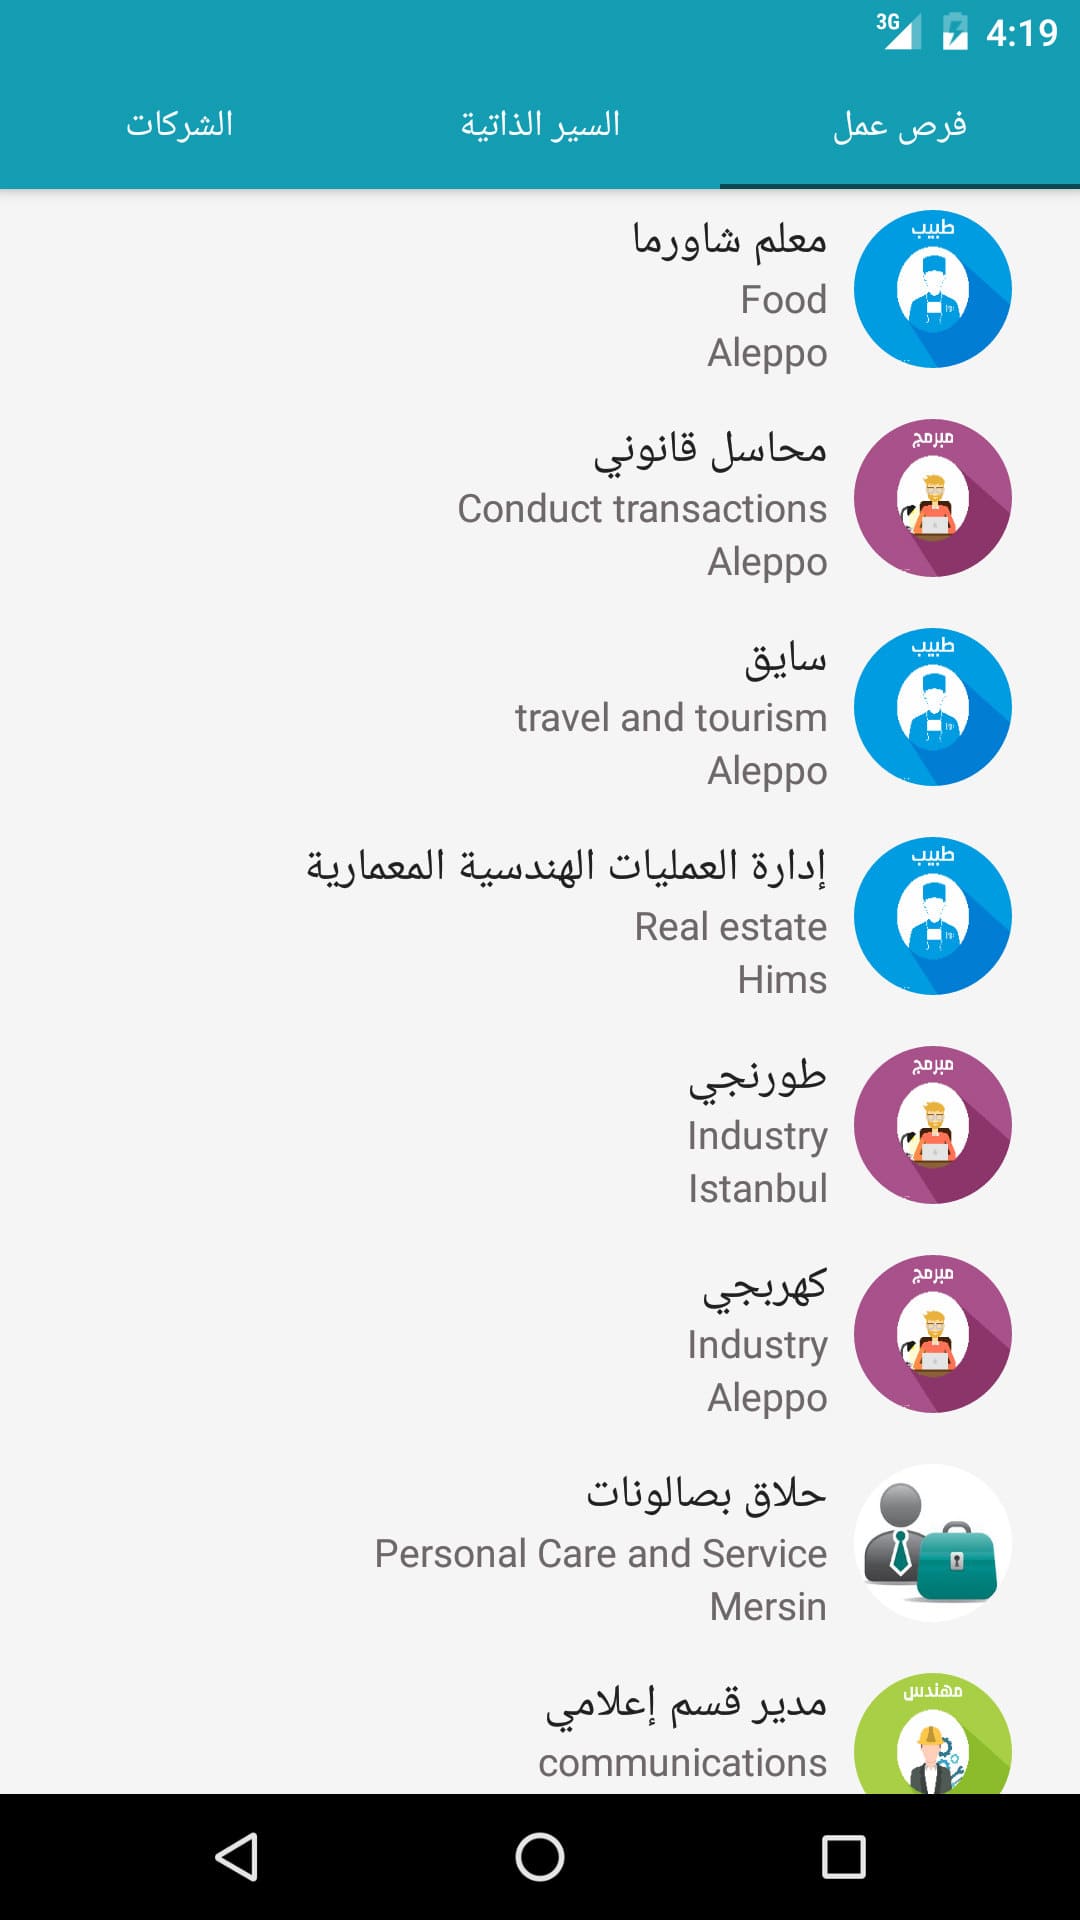 3G 4:19
فرص عمل
السير الذاتية
الشركات
طبيب
معلم شاورما
Food
Aleppo
مبرمج
محاسل قانوني
Conduct transactions
Aleppo
طبيب
سايق
travel and tourism
Aleppo
طبيب
إدارة العمليات الهندسية المعمارية
Real estate
Hims
مبرمج
طورنجي
Industry
Istanbul
مبرمج
كهربجي
Industry
Aleppo
حلاق بصالونات
Personal Care and Service
Mersin
مهندس
مدير قسم إعلامي
communications